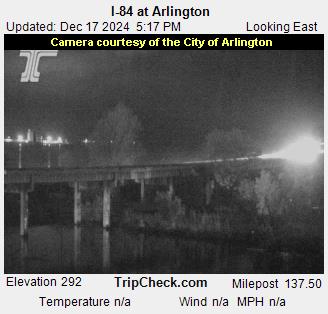 I-84 at Arlington
Updated: Dec 17 2024 5:17 PM Looking East
Camera courtesy of the City of Arlington
Elevation 292 TripCheck.com Milepost 137.50
Temperature n/a Wind n/a MPH n/a